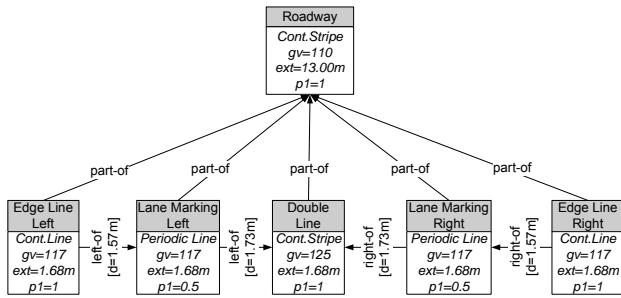 Roadway
Cont.Stripe
gv=110
ext=13.00m
p1=1
part-of
part-of
part-of
part-of
part-of
Edge Line
Left
Cont.Line
gv=117
ext=1.68m
p1=1
left-of
[d=1.57m]
Lane Marking
Left
Periodic Line
gv=117
ext=1.68m
p1=0.5
left-of
[d=1.73m]
Double
Line
Cont.Stripe
gv=125
ext=1.68m
p1=1
right-of
[d=1.73m]
Lane Marking
Right
Periodic Line
gv=117
ext=1.68m
p1=0.5
right-of
[d=1.57m]
Edge Line
Right
Cont.Line
gv=117
ext=1.68m
p1=1